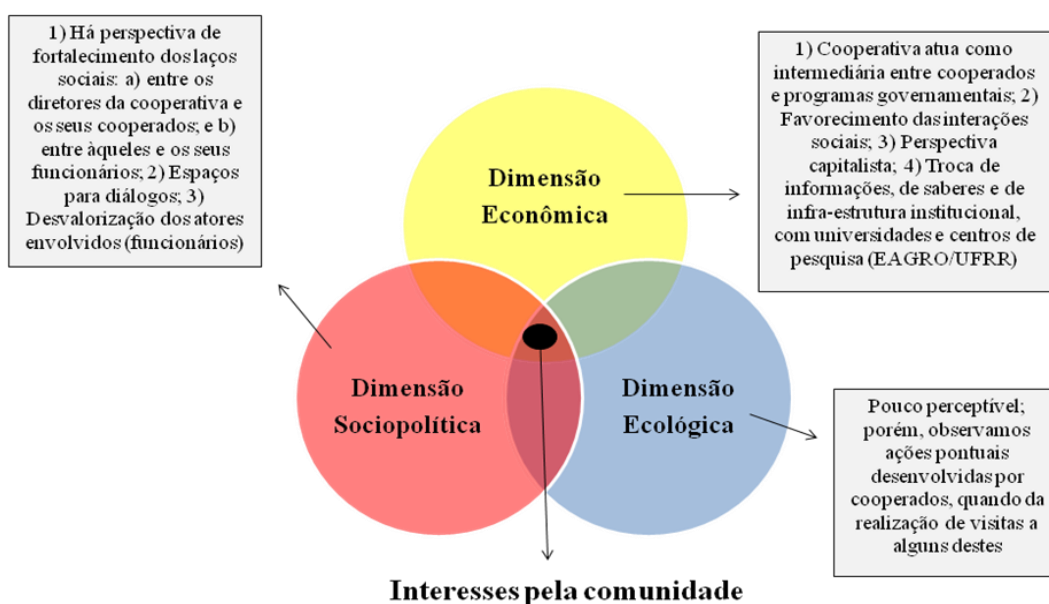 1) Há perspectiva de
fortalecimento dos laços
sociais: a) entre os
diretores da cooperativa e
os seus cooperados; e b)
entre àqueles e os seus
funcionários; 2) Espaços
para diálogos; 3)
Desvalorização dos atores
envolvidos (funcionários)
1) Cooperativa atua como
intermediária entre cooperados
e programas governamentais; 2)
Favorecimento das interações
sociais; 3) Perspectiva
capitalista; 4) Troca de
informações, de saberes e de
infra-estrutura institucional,
com universidades e centros de
pesquisa (EAGRO/UFRR)
Dimensão
Econômica
Dimensão
Sociopolítica
Dimensão
Ecológica
Pouco perceptível;
porém, observamos
ações pontuais
desenvolvidas por
cooperados, quando da
realização de visitas a
alguns destes
Interesses pela comunidade